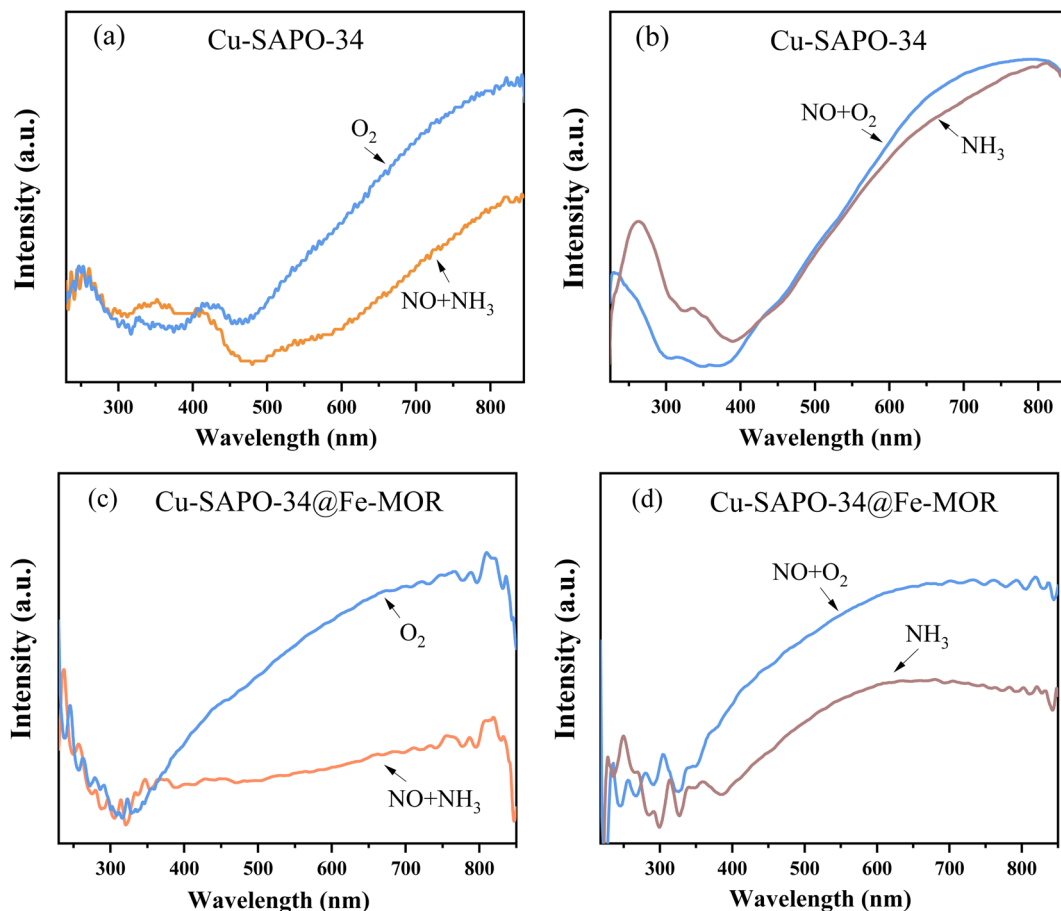 (a)
Cu-SAPO-34
O₂
NO+NH₃
Intensity (a.u.)
300 400 500 600 700 800
Wavelength (nm)
(b)
Cu-SAPO-34
NO+O₂
NH₃
Intensity (a.u.)
300 400 500 600 700 800
Wavelength (nm)
(c)
Cu-SAPO-34@Fe-MOR
O₂
NO+NH₃
Intensity (a.u.)
300 400 500 600 700 800
Wavelength (nm)
(d)
Cu-SAPO-34@Fe-MOR
NO+O₂
NH₃
Intensity (a.u.)
300 400 500 600 700 800
Wavelength (nm)